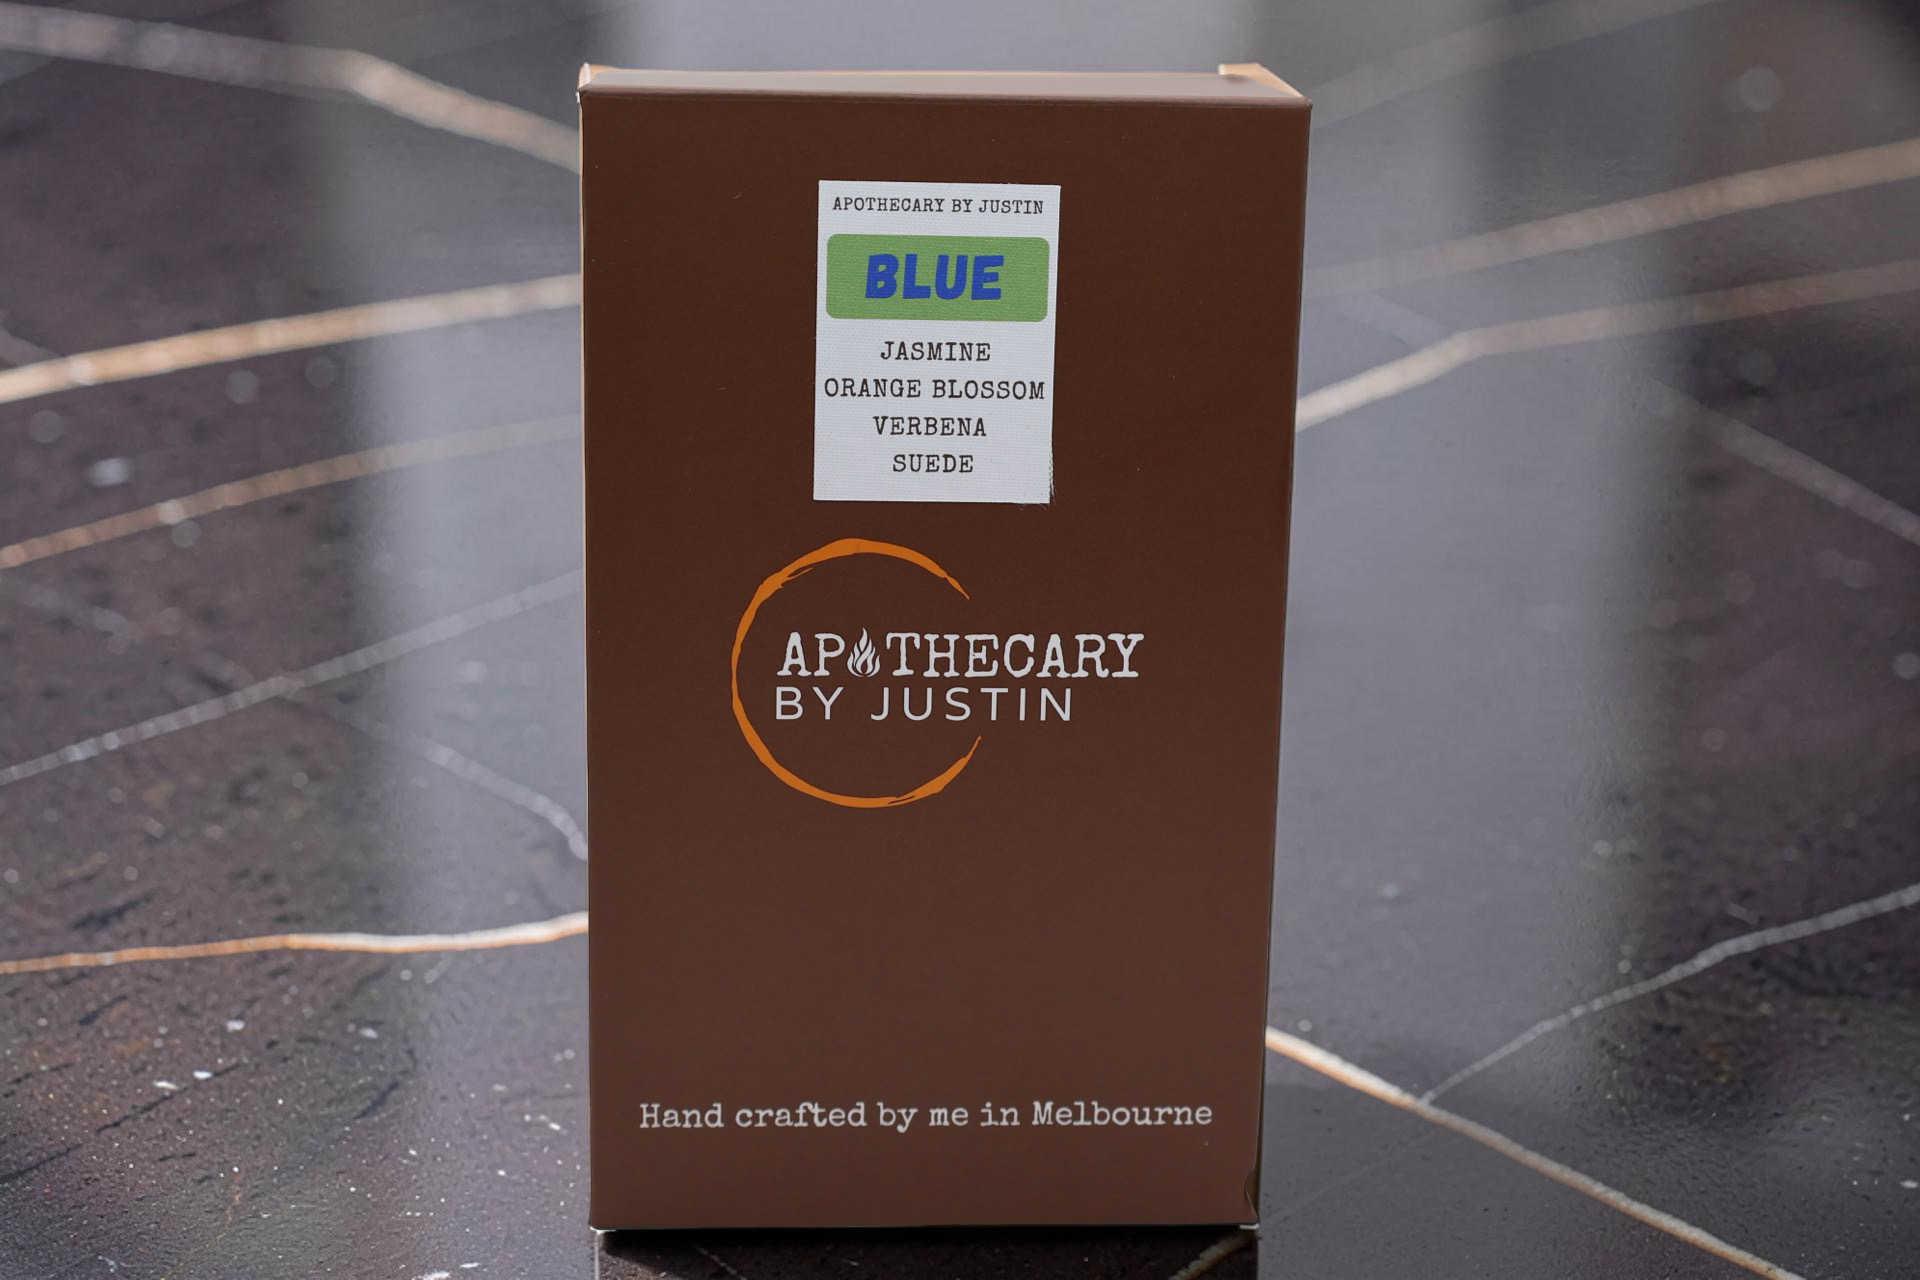 APOTHECARY BY JUSTIN
BLUE
JASMINE
ORANGE BLOSSOM
VERBENA
SUEDE
APOTHECARY
BY JUSTIN
Hand crafted by me in Melbourne